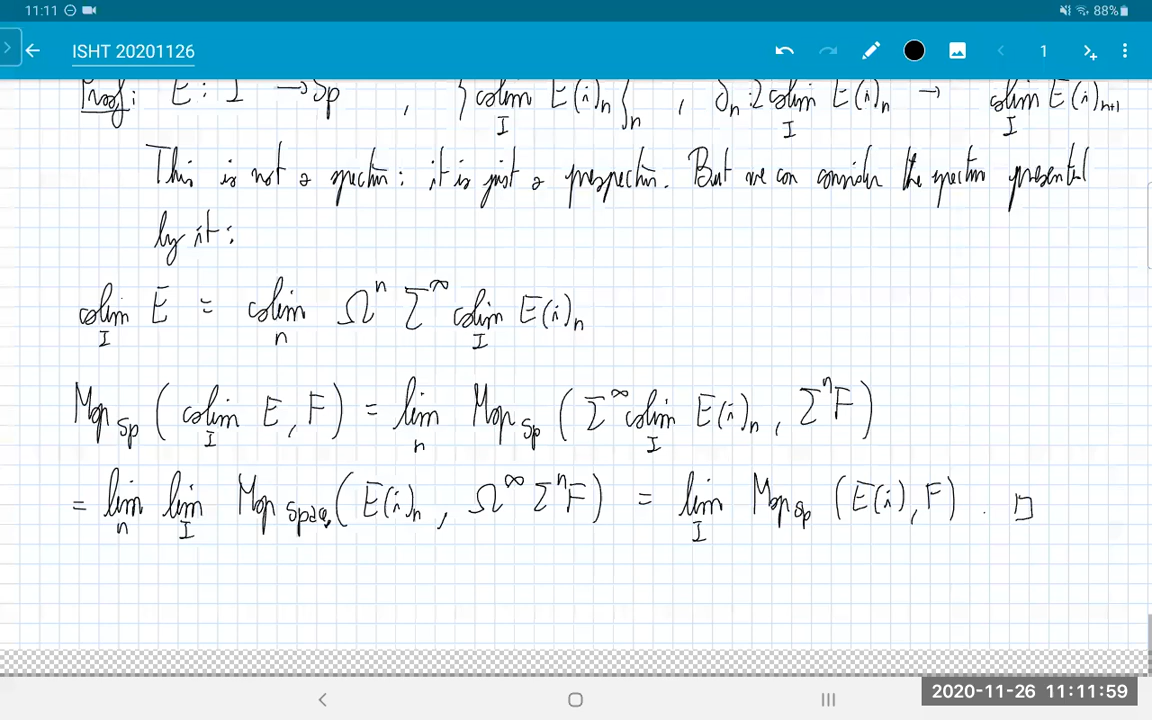 11:11
88%
ISHT 20201126
1
Proof: E : I → Sp , { colim_I E(i)_n }_n , ∂_n : Σ colim_I E(i)_n → colim_I E(i)_{n+1}
This is not a spectrum: it is just a prespectrum. But we can consider the spectrum presented
by it:
colim_I E = colim_n Ω^n Σ^∞ colim_I E(i)_n
Map_Sp ( colim_I E, F ) = lim_n Map_Sp ( Σ^∞ colim_I E(i)_n , Σ^n F )
= lim_n lim_I Map_Space* ( E(i)_n , Ω^∞ Σ^n F ) = lim_I Map_Sp ( E(i), F ) . □
2020-11-26 11:11:59